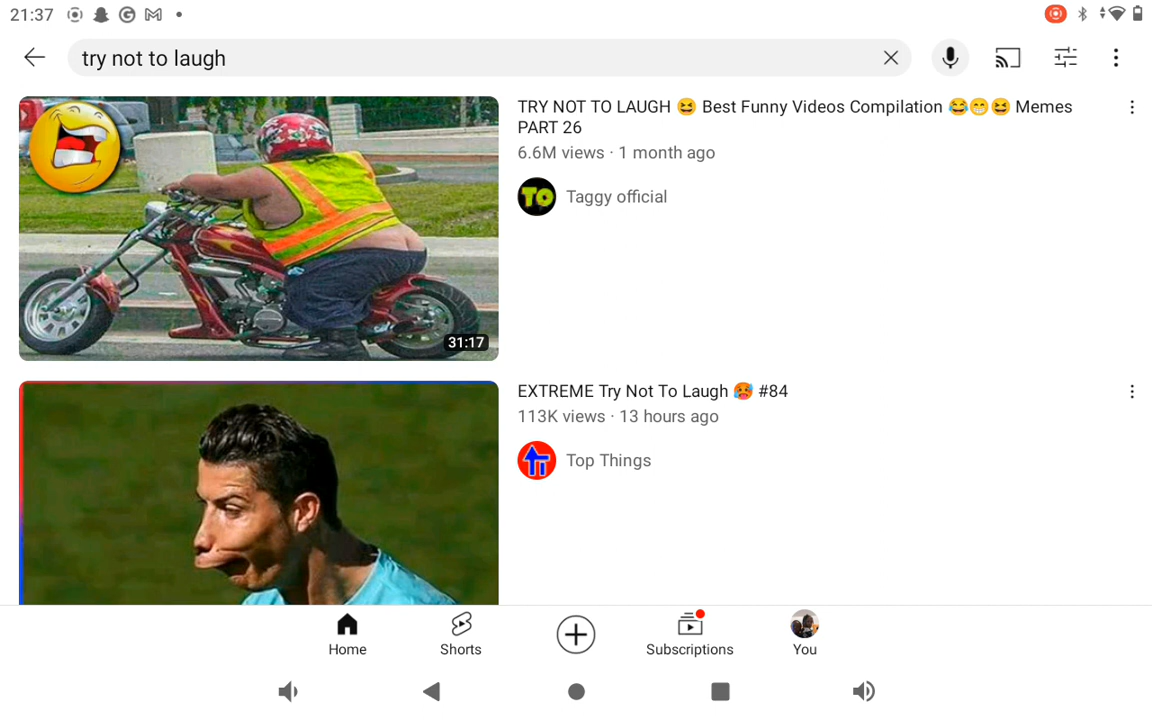 21:37
try not to laugh
TRY NOT TO LAUGH 😆 Best Funny Videos Compilation 😂😁😆 Memes
PART 26
6.6M views · 1 month ago
TO
Taggy official
31:17
EXTREME Try Not To Laugh 🥵 #84
113K views · 13 hours ago
TT
Top Things
Home
Shorts
Subscriptions
You